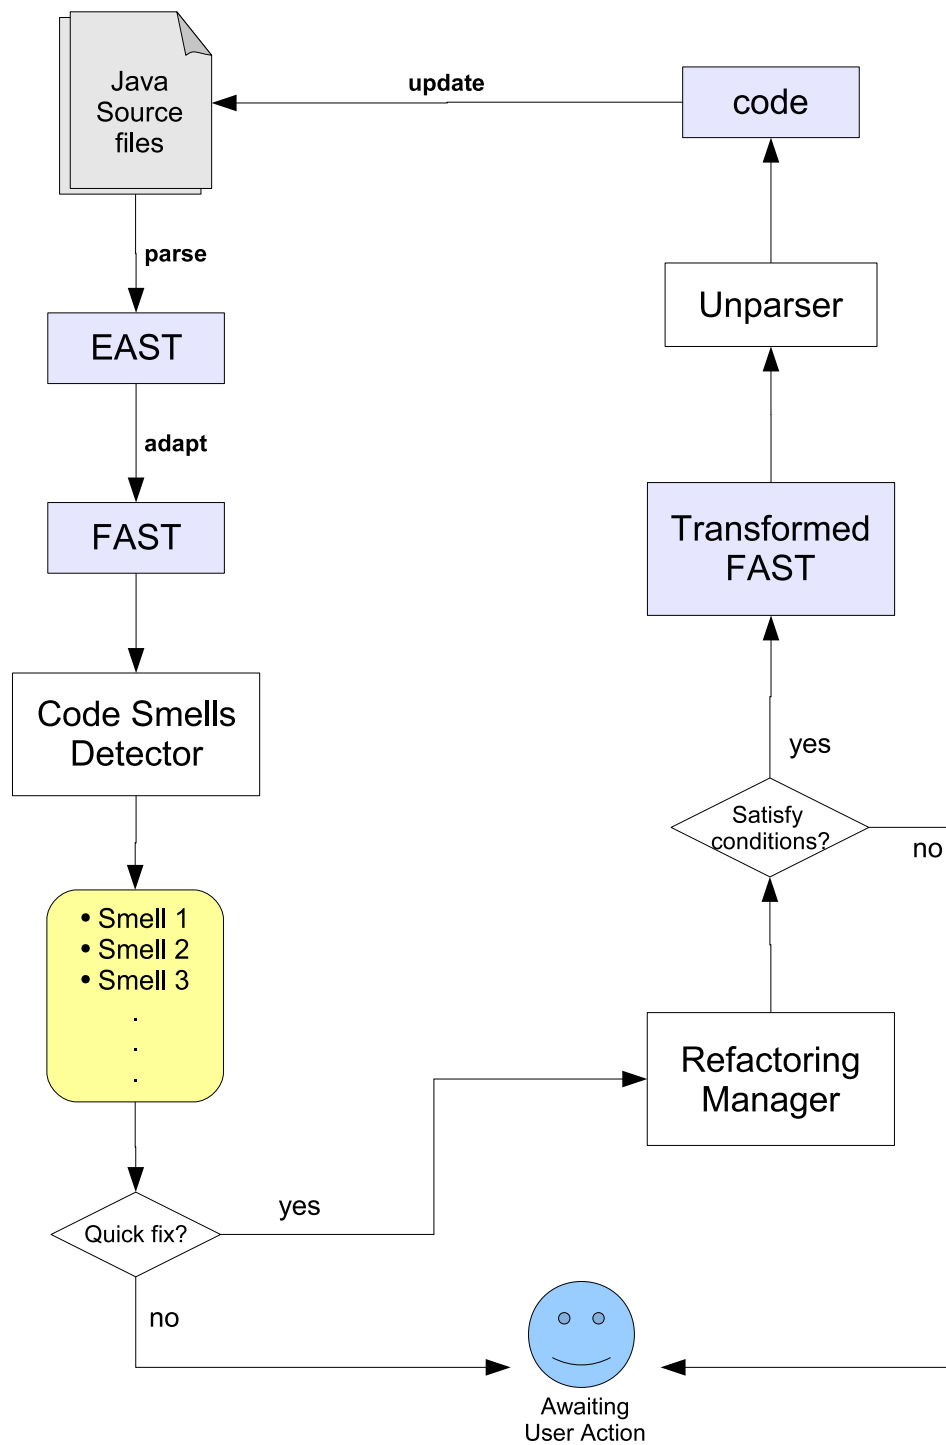 Java
Source
files
update
code
parse
Unparser
EAST
adapt
FAST
Transformed
FAST
Code Smells
Detector
yes
Satisfy
conditions?
no
• Smell 1
• Smell 2
• Smell 3
.
.
.
Refactoring
Manager
yes
Quick fix?
no
Awaiting
User Action